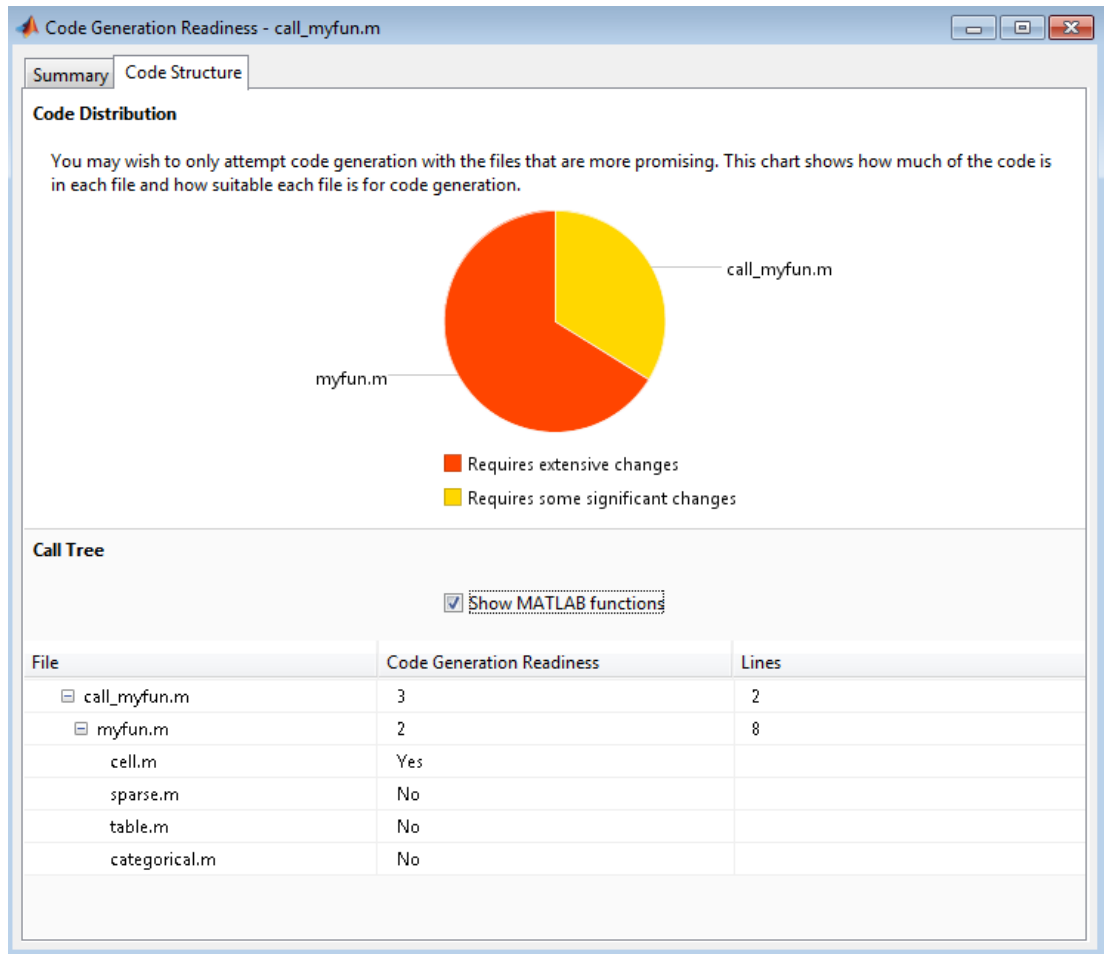 Code Generation Readiness - call_myfun.m
Summary Code Structure
Code Distribution
You may wish to only attempt code generation with the files that are more promising. This chart shows how much of the code is
in each file and how suitable each file is for code generation.
call_myfun.m
myfun.m
Requires extensive changes
Requires some significant changes
Call Tree
Show MATLAB functions
File Code Generation Readiness Lines
call_myfun.m 3 2
myfun.m 2 8
cell.m Yes
sparse.m No
table.m No
categorical.m No